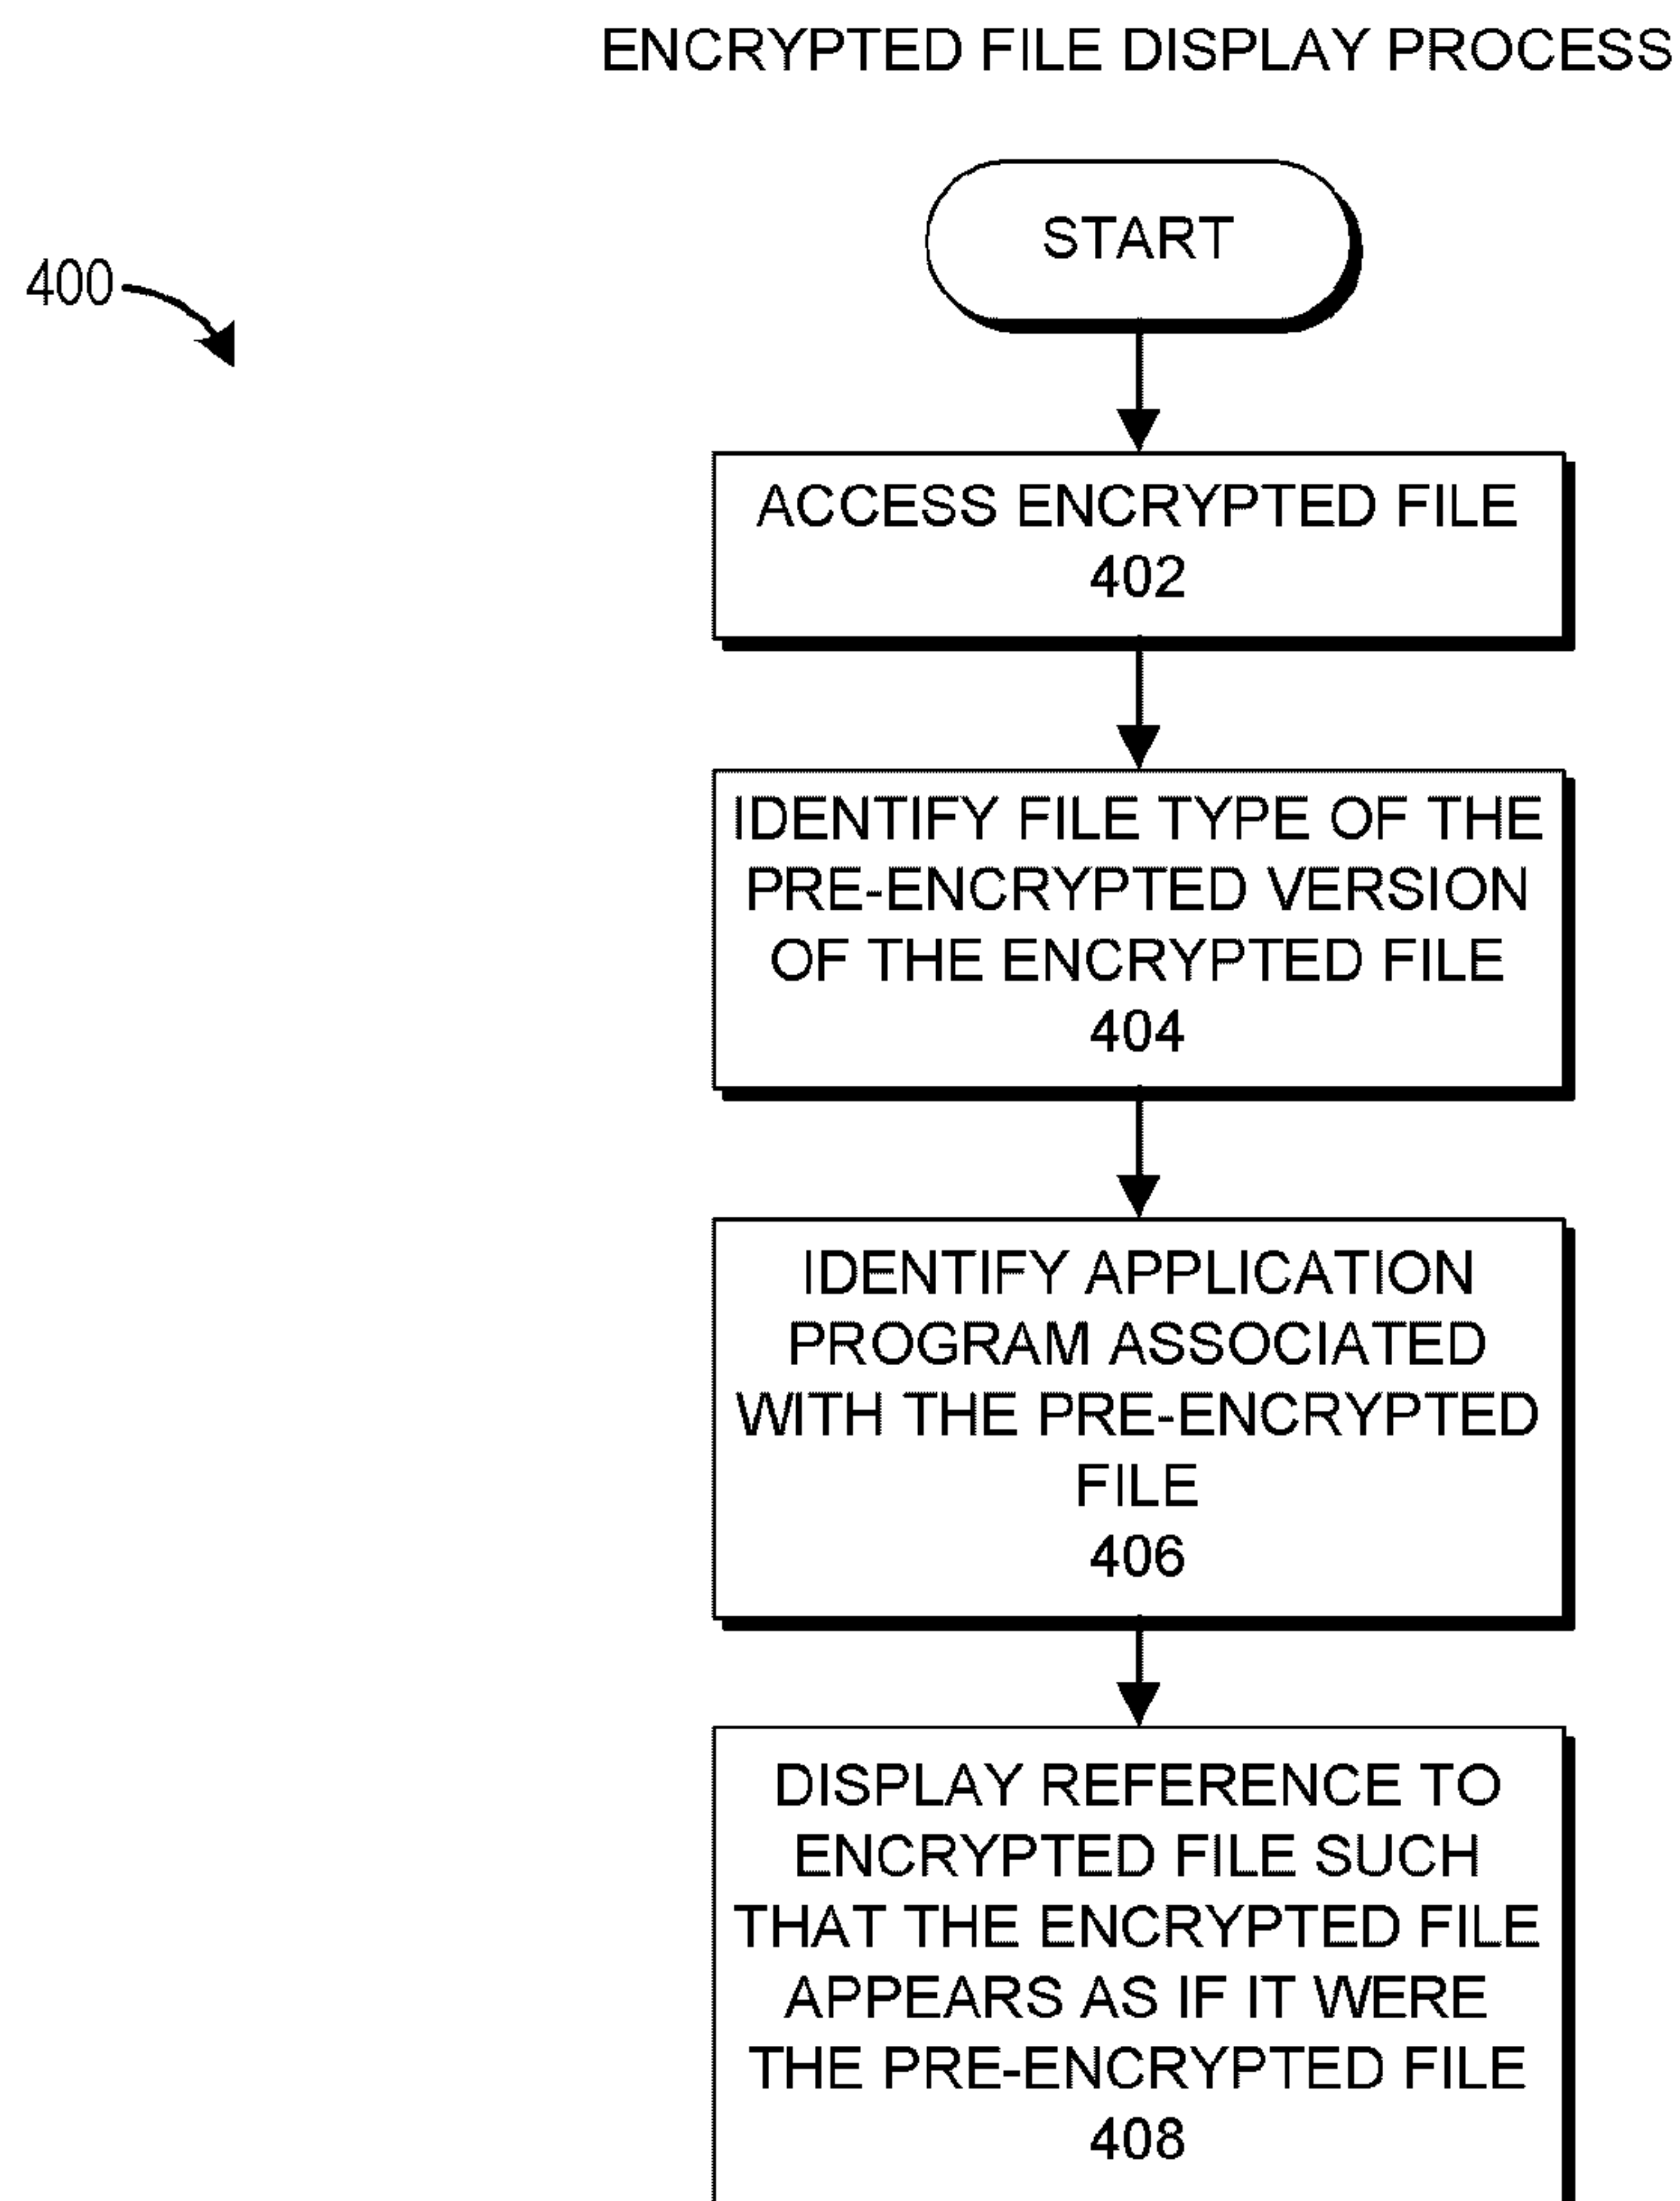 ENCRYPTED FILE DISPLAY PROCESS
400
START
ACCESS ENCRYPTED FILE
402
IDENTIFY FILE TYPE OF THE
PRE-ENCRYPTED VERSION
OF THE ENCRYPTED FILE
404
IDENTIFY APPLICATION
PROGRAM ASSOCIATED
WITH THE PRE-ENCRYPTED
FILE
406
DISPLAY REFERENCE TO
ENCRYPTED FILE SUCH
THAT THE ENCRYPTED FILE
APPEARS AS IF IT WERE
THE PRE-ENCRYPTED FILE
408